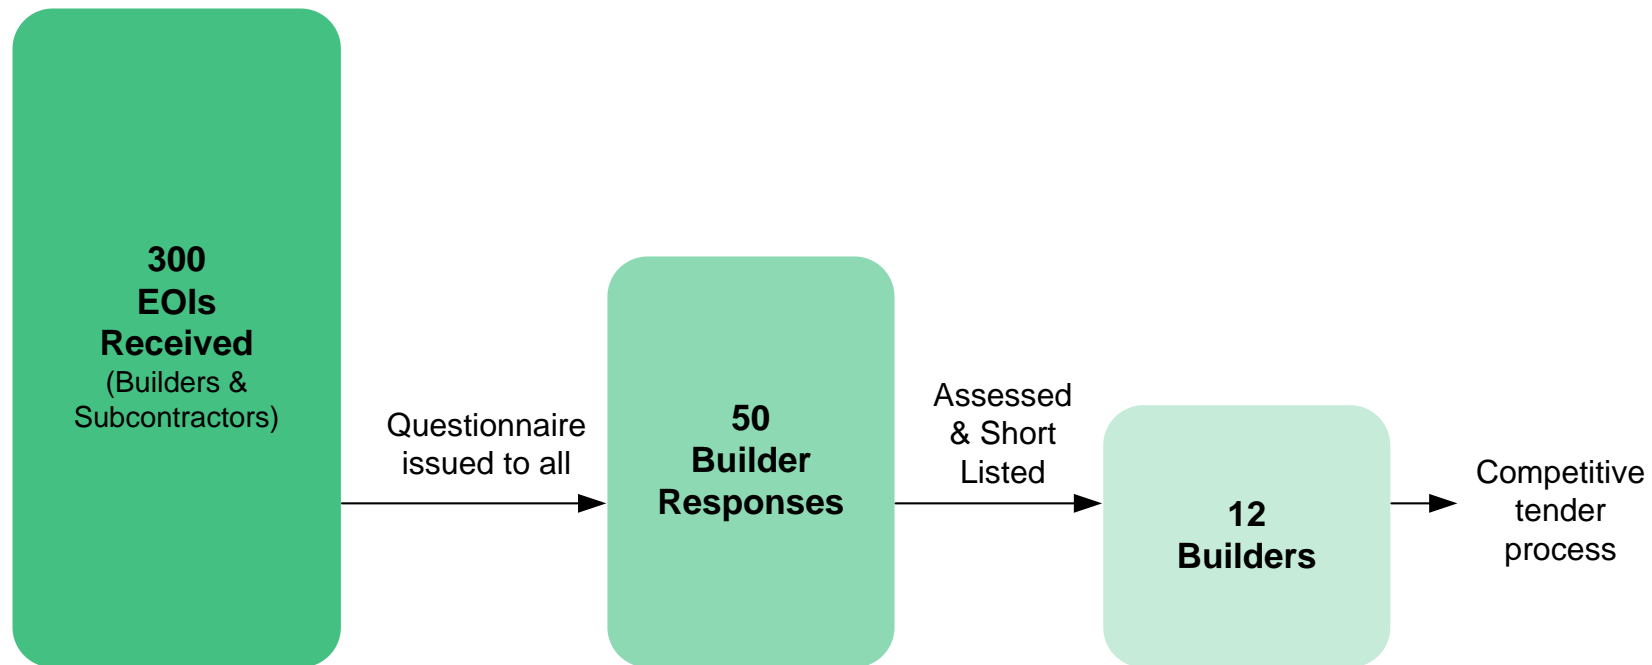 300
EOIs
Received
(Builders &
Subcontractors)
Questionnaire
issued to all
50
Builder
Responses
Assessed
& Short
Listed
12
Builders
Competitive
tender
process